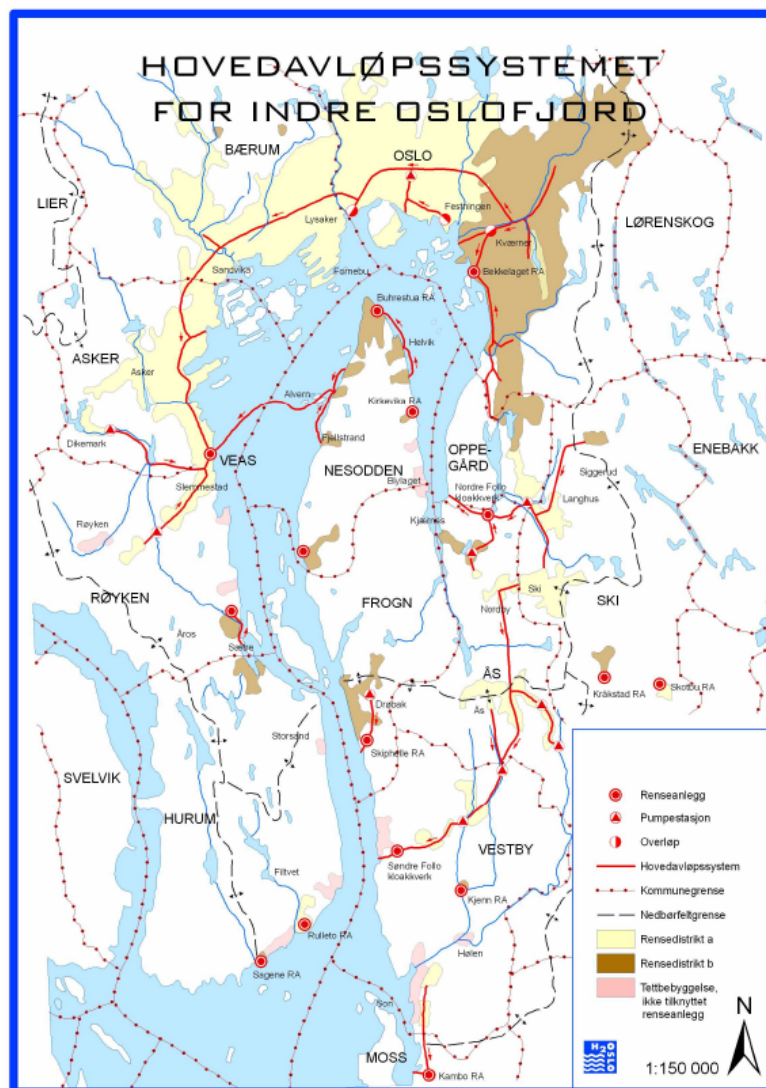 HOVEDAVLØPSSYSTEMET
FOR INDRE OSLOFJORD
BÆRUM
OSLO
LIER
LØRENSKOG
Lysaker
Festningen
Kværner
Sandvika
Fornebu
Bekkelaget RA
Buhrestua RA
ASKER
Helvik
Asker
Alvern
Kirkevika RA
Dikemark
Fjellstrand
OPPE-
GÅRD
ENEBAKK
VEAS
NESODDEN
Siggerud
Slemmestad
Blylaget
Nordre Follo
kloakkverk
Langhus
Røyken
Kjærnes
Ski
RØYKEN
FROGN
Nordby
SKI
Åros
Sætre
ÅS
Kråkstad RA
Skotbu RA
Drøbak
Ås
Storsand
Skiphelle RA
SVELVIK
HURUM
VESTBY
Søndre Follo
kloakkverk
Filtvet
Kjenn RA
Rulleto RA
Hølen
Sagene RA
Son
MOSS
Kambo RA
Renseanlegg
Pumpestasjon
Overløp
Hovedavløpssystem
Kommunegrense
Nedbørfeltgrense
Rensedistrikt a
Rensedistrikt b
Tettbebyggelse,
ikke tilknyttet
renseanlegg
N
H2O
OSLO
1:150 000